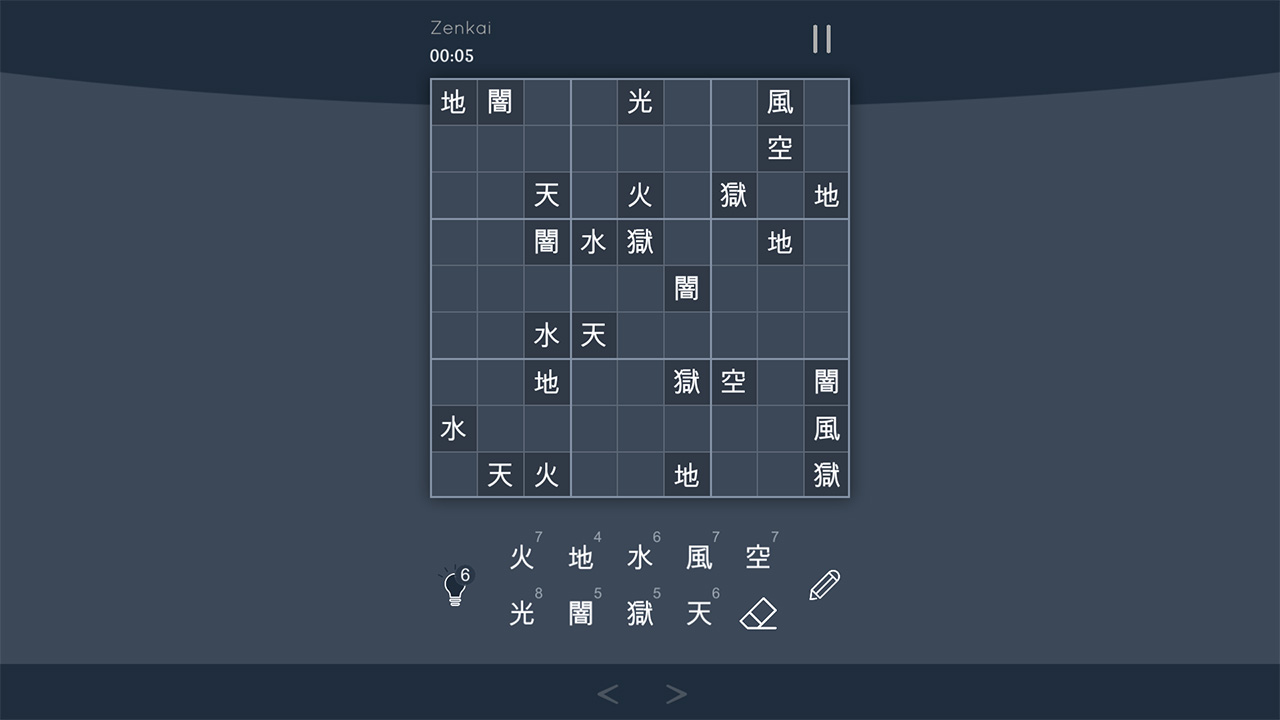 Zenkai
00:05
地 闇 光 風
空
天 火 獄 地
闇 水 獄 地
闇
水 天
地 獄 空 闇
水 風
天 火 地 獄
7 4 6 7 7
火 地 水 風 空
6
8 5 5 6
光 闇 獄 天
< >